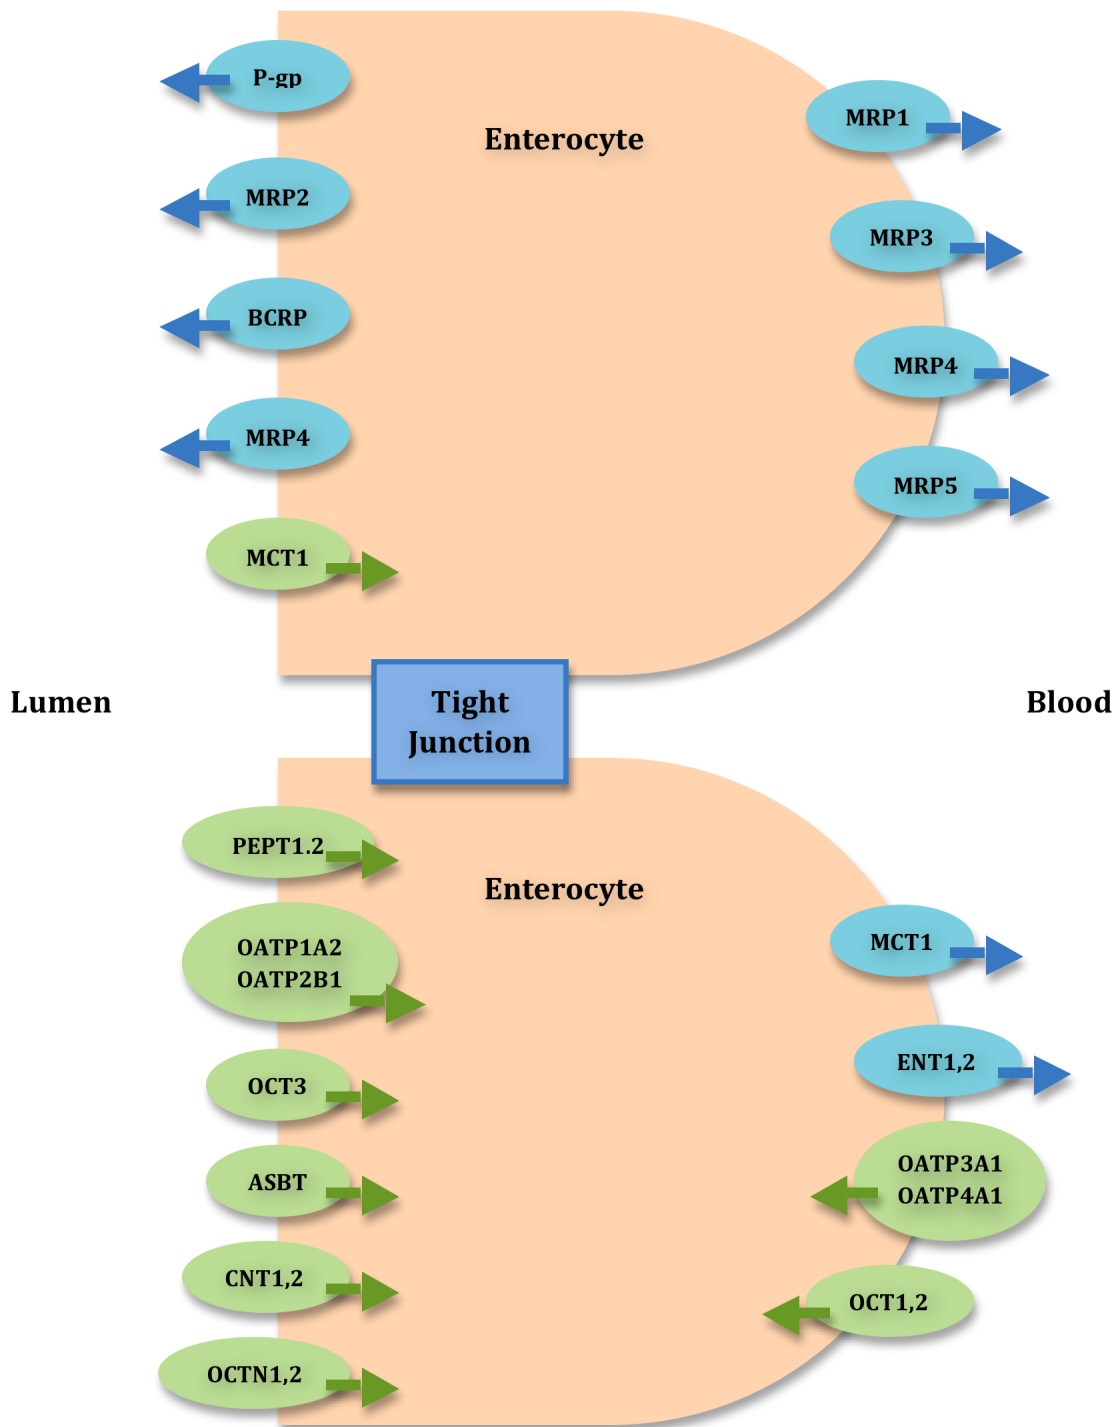 P-gp
MRP1
Enterocyte
MRP2
MRP3
BCRP
MRP4
MRP4
MRP5
MCT1
Lumen
Tight
Junction
Blood
PEPT1.2
Enterocyte
OATP1A2
OATP2B1
MCT1
OCT3
ENT1,2
ASBT
OATP3A1
OATP4A1
CNT1,2
OCT1,2
OCTN1,2